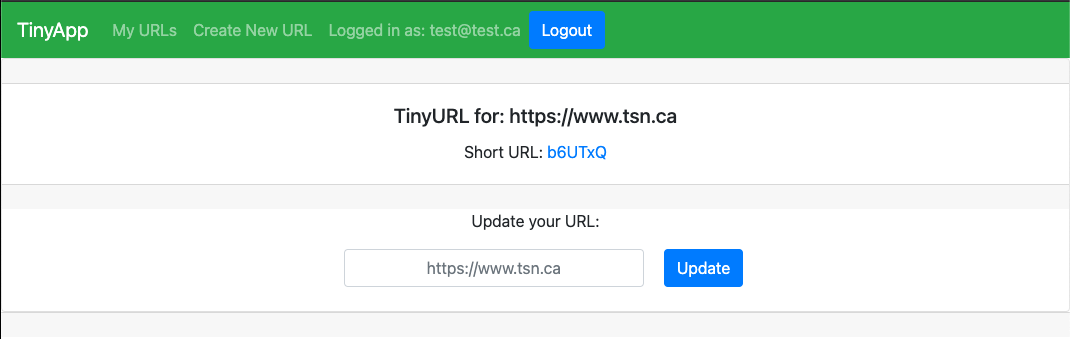 TinyApp My URLs Create New URL Logged in as: test@test.ca Logout
TinyURL for: https://www.tsn.ca
Short URL: b6UTxQ
Update your URL:
https://www.tsn.ca Update